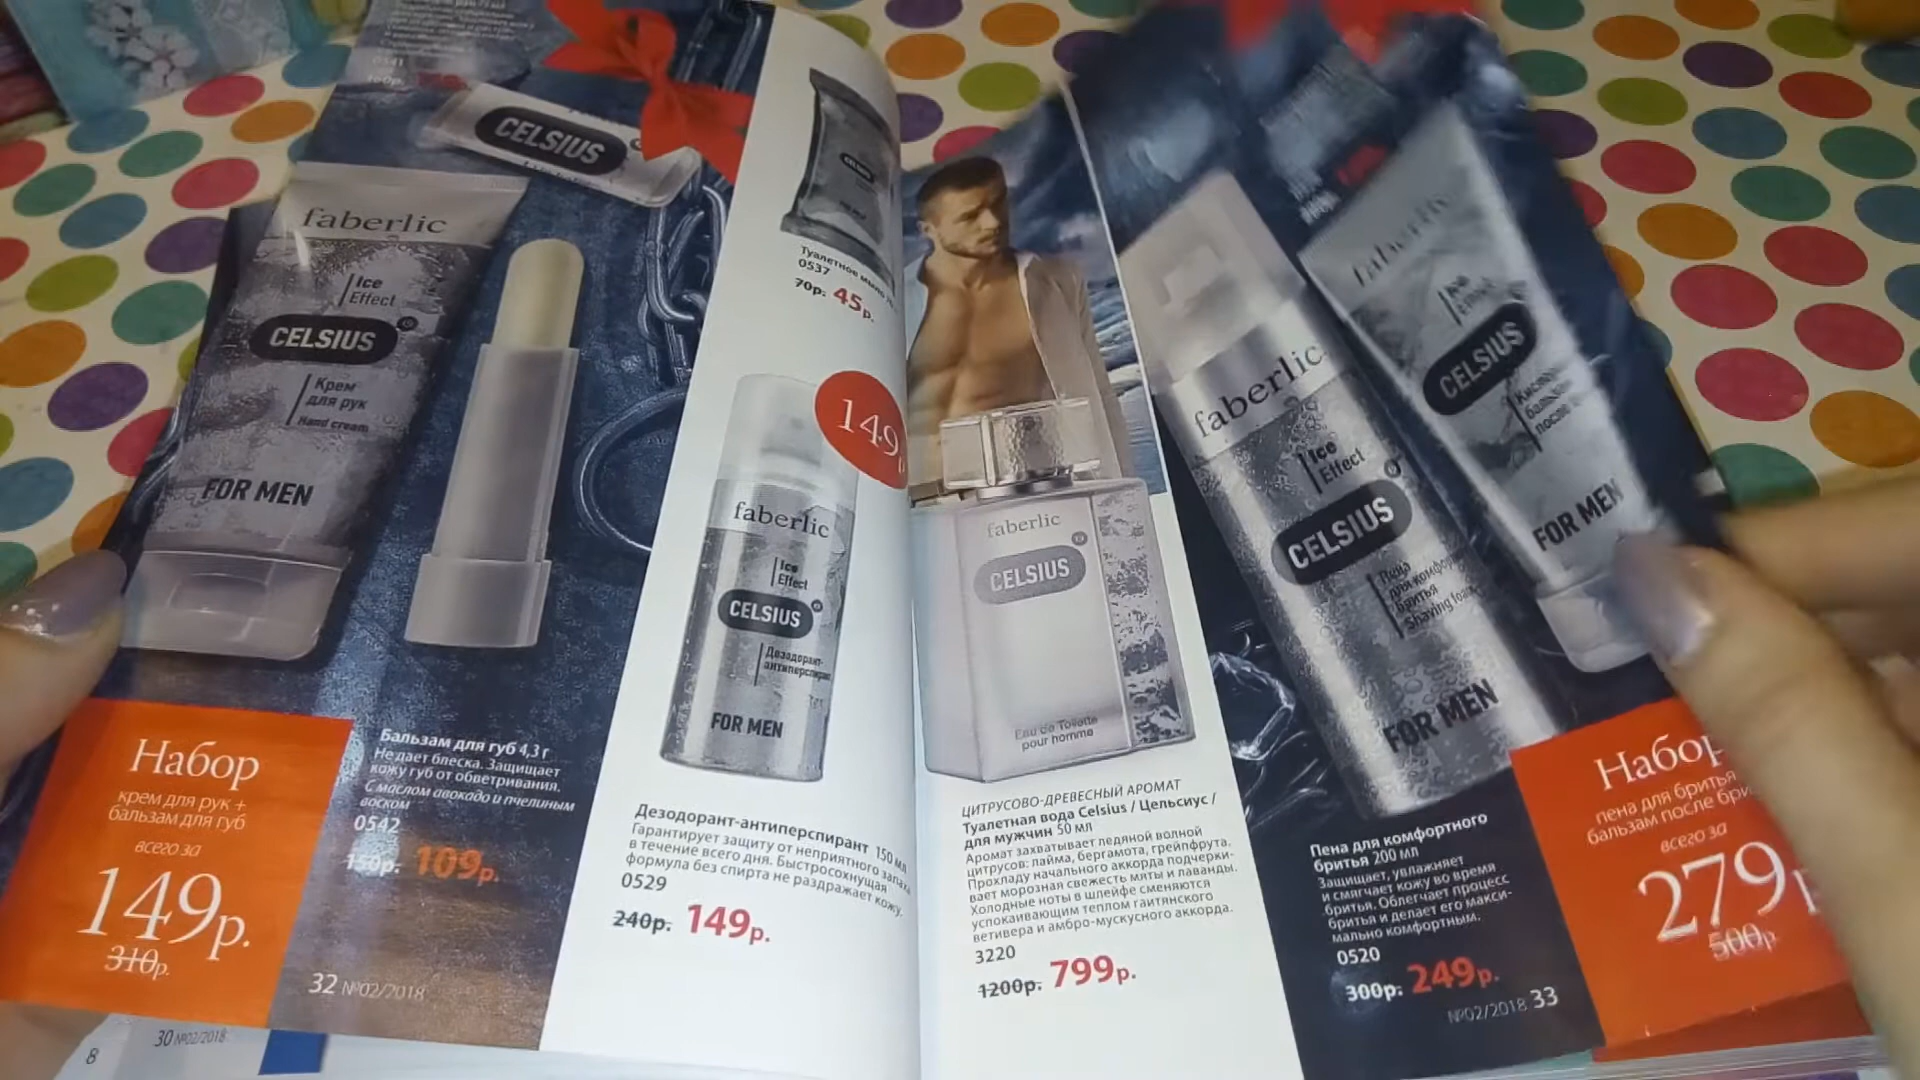 CELSIUS
faberlic
Ice
Effect
CELSIUS
Крем
для рук
Hand cream
FOR MEN
Набор
крем для рук +
бальзам для губ
всего за
149р.
310р.
Бальзам для губ 4,3 г
Не дает блеска. Защищает
кожу губ от обветривания.
С маслом авокадо и пчелиным
воском
0542
150р. 109р.
32 №02/2018
30 №02/2018
8
Туалетное мыло
0537
70р. 45р.
149
faberlic
Ice
Effect
CELSIUS
Дезодорант-
антиперспирант
FOR MEN
Дезодорант-антиперспирант 150 мл
Гарантирует защиту от неприятного запаха
в течение всего дня. Быстросохнущая
формула без спирта не раздражает кожу.
0529
240р. 149р.
faberlic
CELSIUS
Eau de Toilette
pour homme
ЦИТРУСОВО-ДРЕВЕСНЫЙ АРОМАТ
Туалетная вода Celsius / Цельсиус /
для мужчин 50 мл
Аромат захватывает ледяной волной
цитрусов: лайма, бергамота, грейпфрута.
Прохладу начального аккорда подчерки-
вает морозная свежесть мяты и лаванды.
Холодные ноты в шлейфе сменяются
успокаивающим теплом гаитянского
ветивера и амбро-мускусного аккорда.
3220
1200р. 799р.
faberlic
Ice
Effect
CELSIUS
Пена
для комфор
бритья
Shaving foam
FOR MEN
faberlic
Ice
Effect
CELSIUS
бальзам
после
FOR MEN
Пена для комфортного
бритья 200 мл
Защищает, увлажняет
и смягчает кожу во время
бритья. Облегчает процесс
бритья и делает его макси-
мально комфортным.
0520
300р. 249р.
№02/2018 33
Набор
пена для бритья
бальзам после бри
всего за
279
500р.